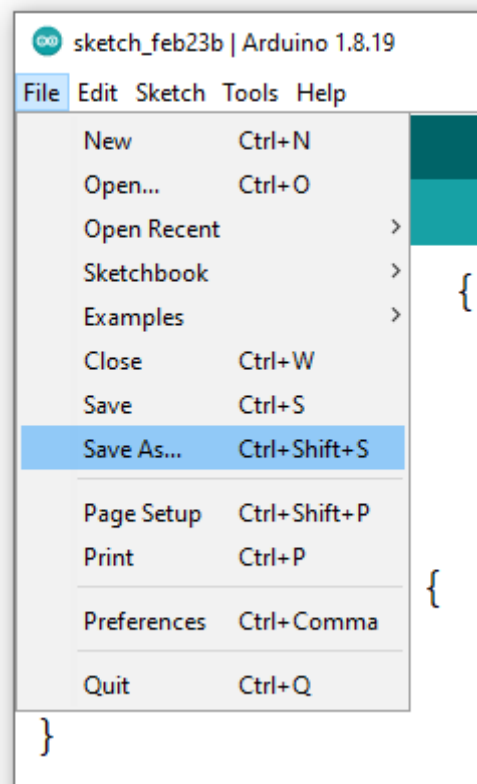 sketch_feb23b | Arduino 1.8.19
File Edit Sketch Tools Help
New Ctrl+N
Open... Ctrl+O
Open Recent
Sketchbook
Examples
Close Ctrl+W
Save Ctrl+S
Save As... Ctrl+Shift+S
Page Setup Ctrl+Shift+P
Print Ctrl+P
Preferences Ctrl+Comma
Quit Ctrl+Q
{
{
}